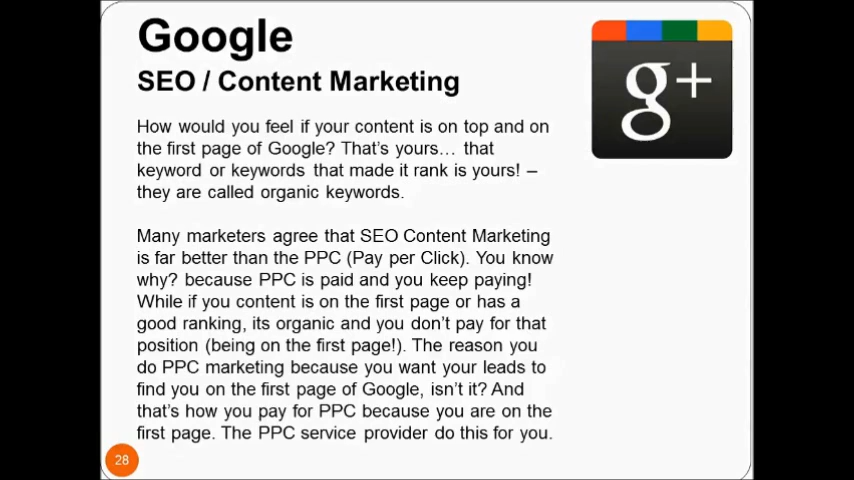 Google
SEO / Content Marketing
g+
How would you feel if your content is on top and on
the first page of Google? That's yours… that
keyword or keywords that made it rank is yours! –
they are called organic keywords.
Many marketers agree that SEO Content Marketing
is far better than the PPC (Pay per Click). You know
why? because PPC is paid and you keep paying!
While if you content is on the first page or has a
good ranking, its organic and you don't pay for that
position (being on the first page!). The reason you
do PPC marketing because you want your leads to
find you on the first page of Google, isn't it? And
that's how you pay for PPC because you are on the
first page. The PPC service provider do this for you.
28